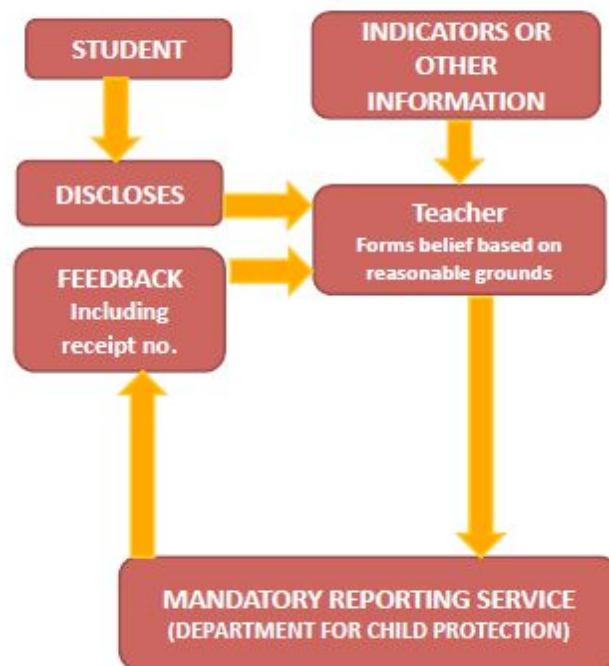 STUDENT
INDICATORS OR
OTHER
INFORMATION
DISCLOSES
Teacher
Forms belief based on
reasonable grounds
FEEDBACK
Including
receipt no.
MANDATORY REPORTING SERVICE
(DEPARTMENT FOR CHILD PROTECTION)